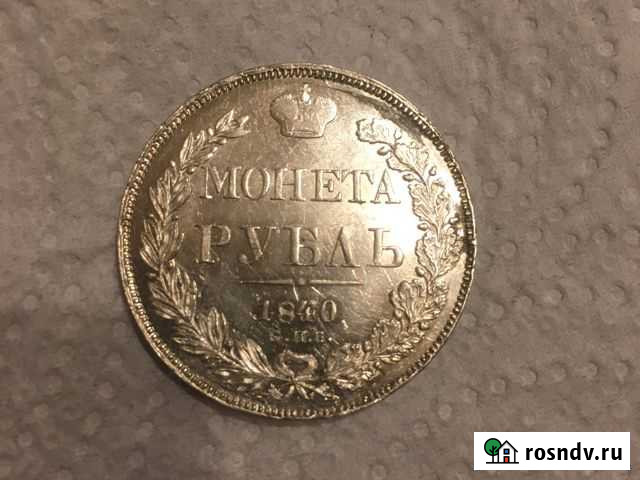 МОНЕТА
РУБЛЬ
1840
С.П.Б.
rosndv.ru